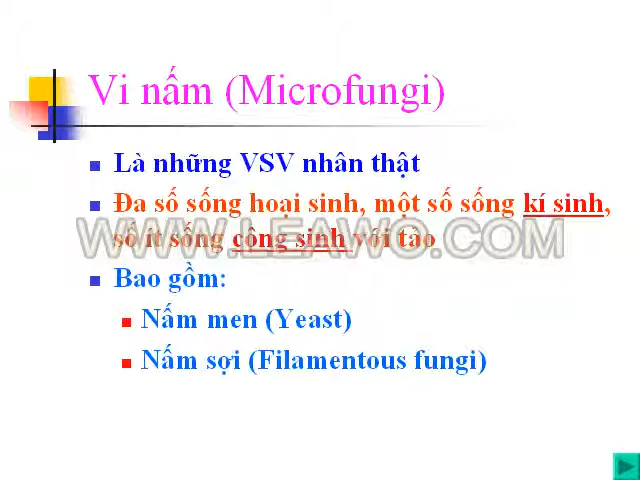 Vi nấm (Microfungi)
Là những VSV nhân thật
Đa số sống hoại sinh, một số sống kí sinh,
số ít sống cộng sinh với tảo
WWW.LEAWO.COM
Bao gồm:
Nấm men (Yeast)
Nấm sợi (Filamentous fungi)